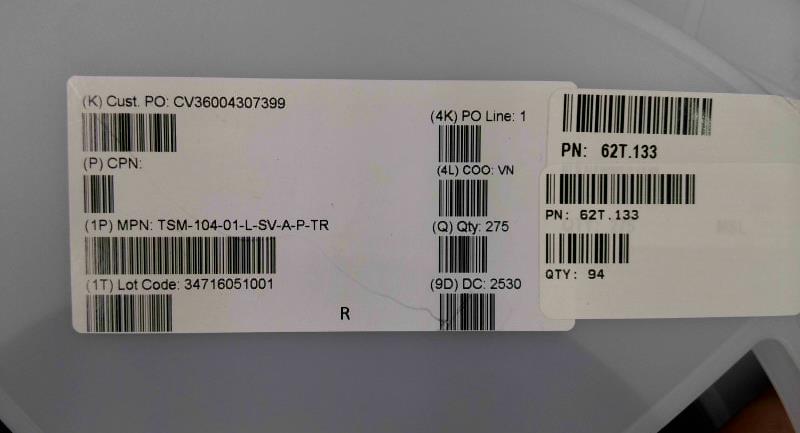 (K) Cust. PO: CV36004307399
(P) CPN:
(1P) MPN: TSM-104-01-L-SV-A-P-TR
(1T) Lot Code: 34716051001
R
(4K) PO Line: 1
(4L) COO: VN
(Q) Qty: 275
(9D) DC: 2530
PN: 62T.133
PN: 62T.133
QTY: 94